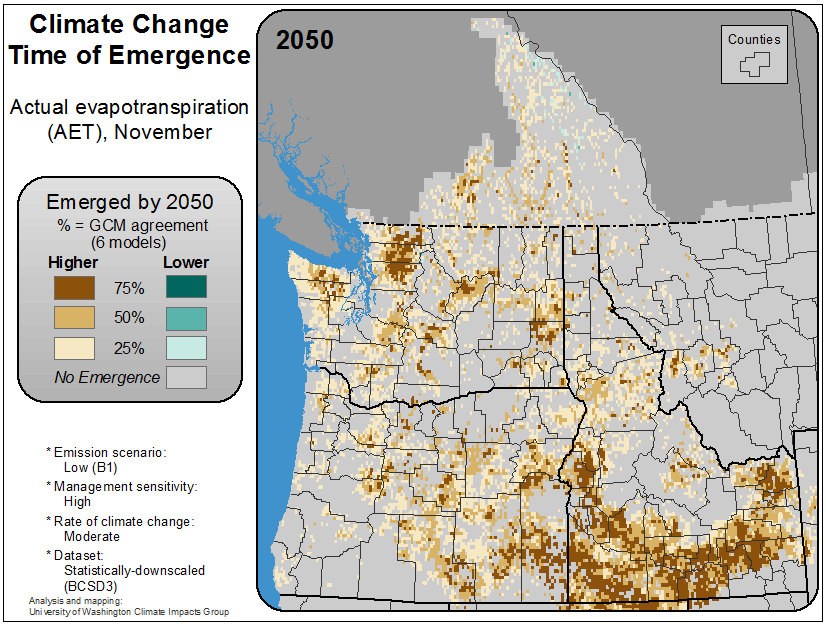 Climate Change
Time of Emergence
Actual evapotranspiration
(AET), November
Emerged by 2050
% = GCM agreement
(6 models)
Higher Lower
75%
50%
25%
No Emergence
* Emission scenario:
Low (B1)
* Management sensitivity:
High
* Rate of climate change:
Moderate
* Dataset:
Statistically-downscaled
(BCSD3)
Analysis and mapping:
University of Washington Climate Impacts Group
2050
Counties